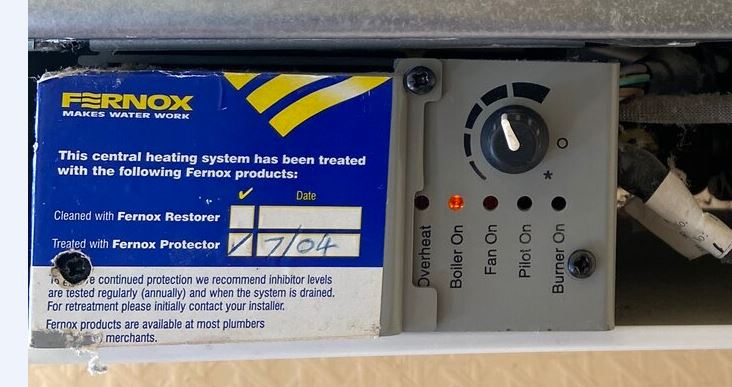 FERNOX
MAKES WATER WORK
This central heating system has been treated
with the following Fernox products:
✓ Date
Cleaned with Fernox Restorer
Treated with Fernox Protector ✓ 7/04
continued protection we recommend inhibitor levels
are tested regularly (annually) and when the system is drained.
For retreatment please initially contact your installer.
Fernox products are available at most plumbers
merchants.
Overheat
Boiler On
Fan On
Pilot On
Burner On